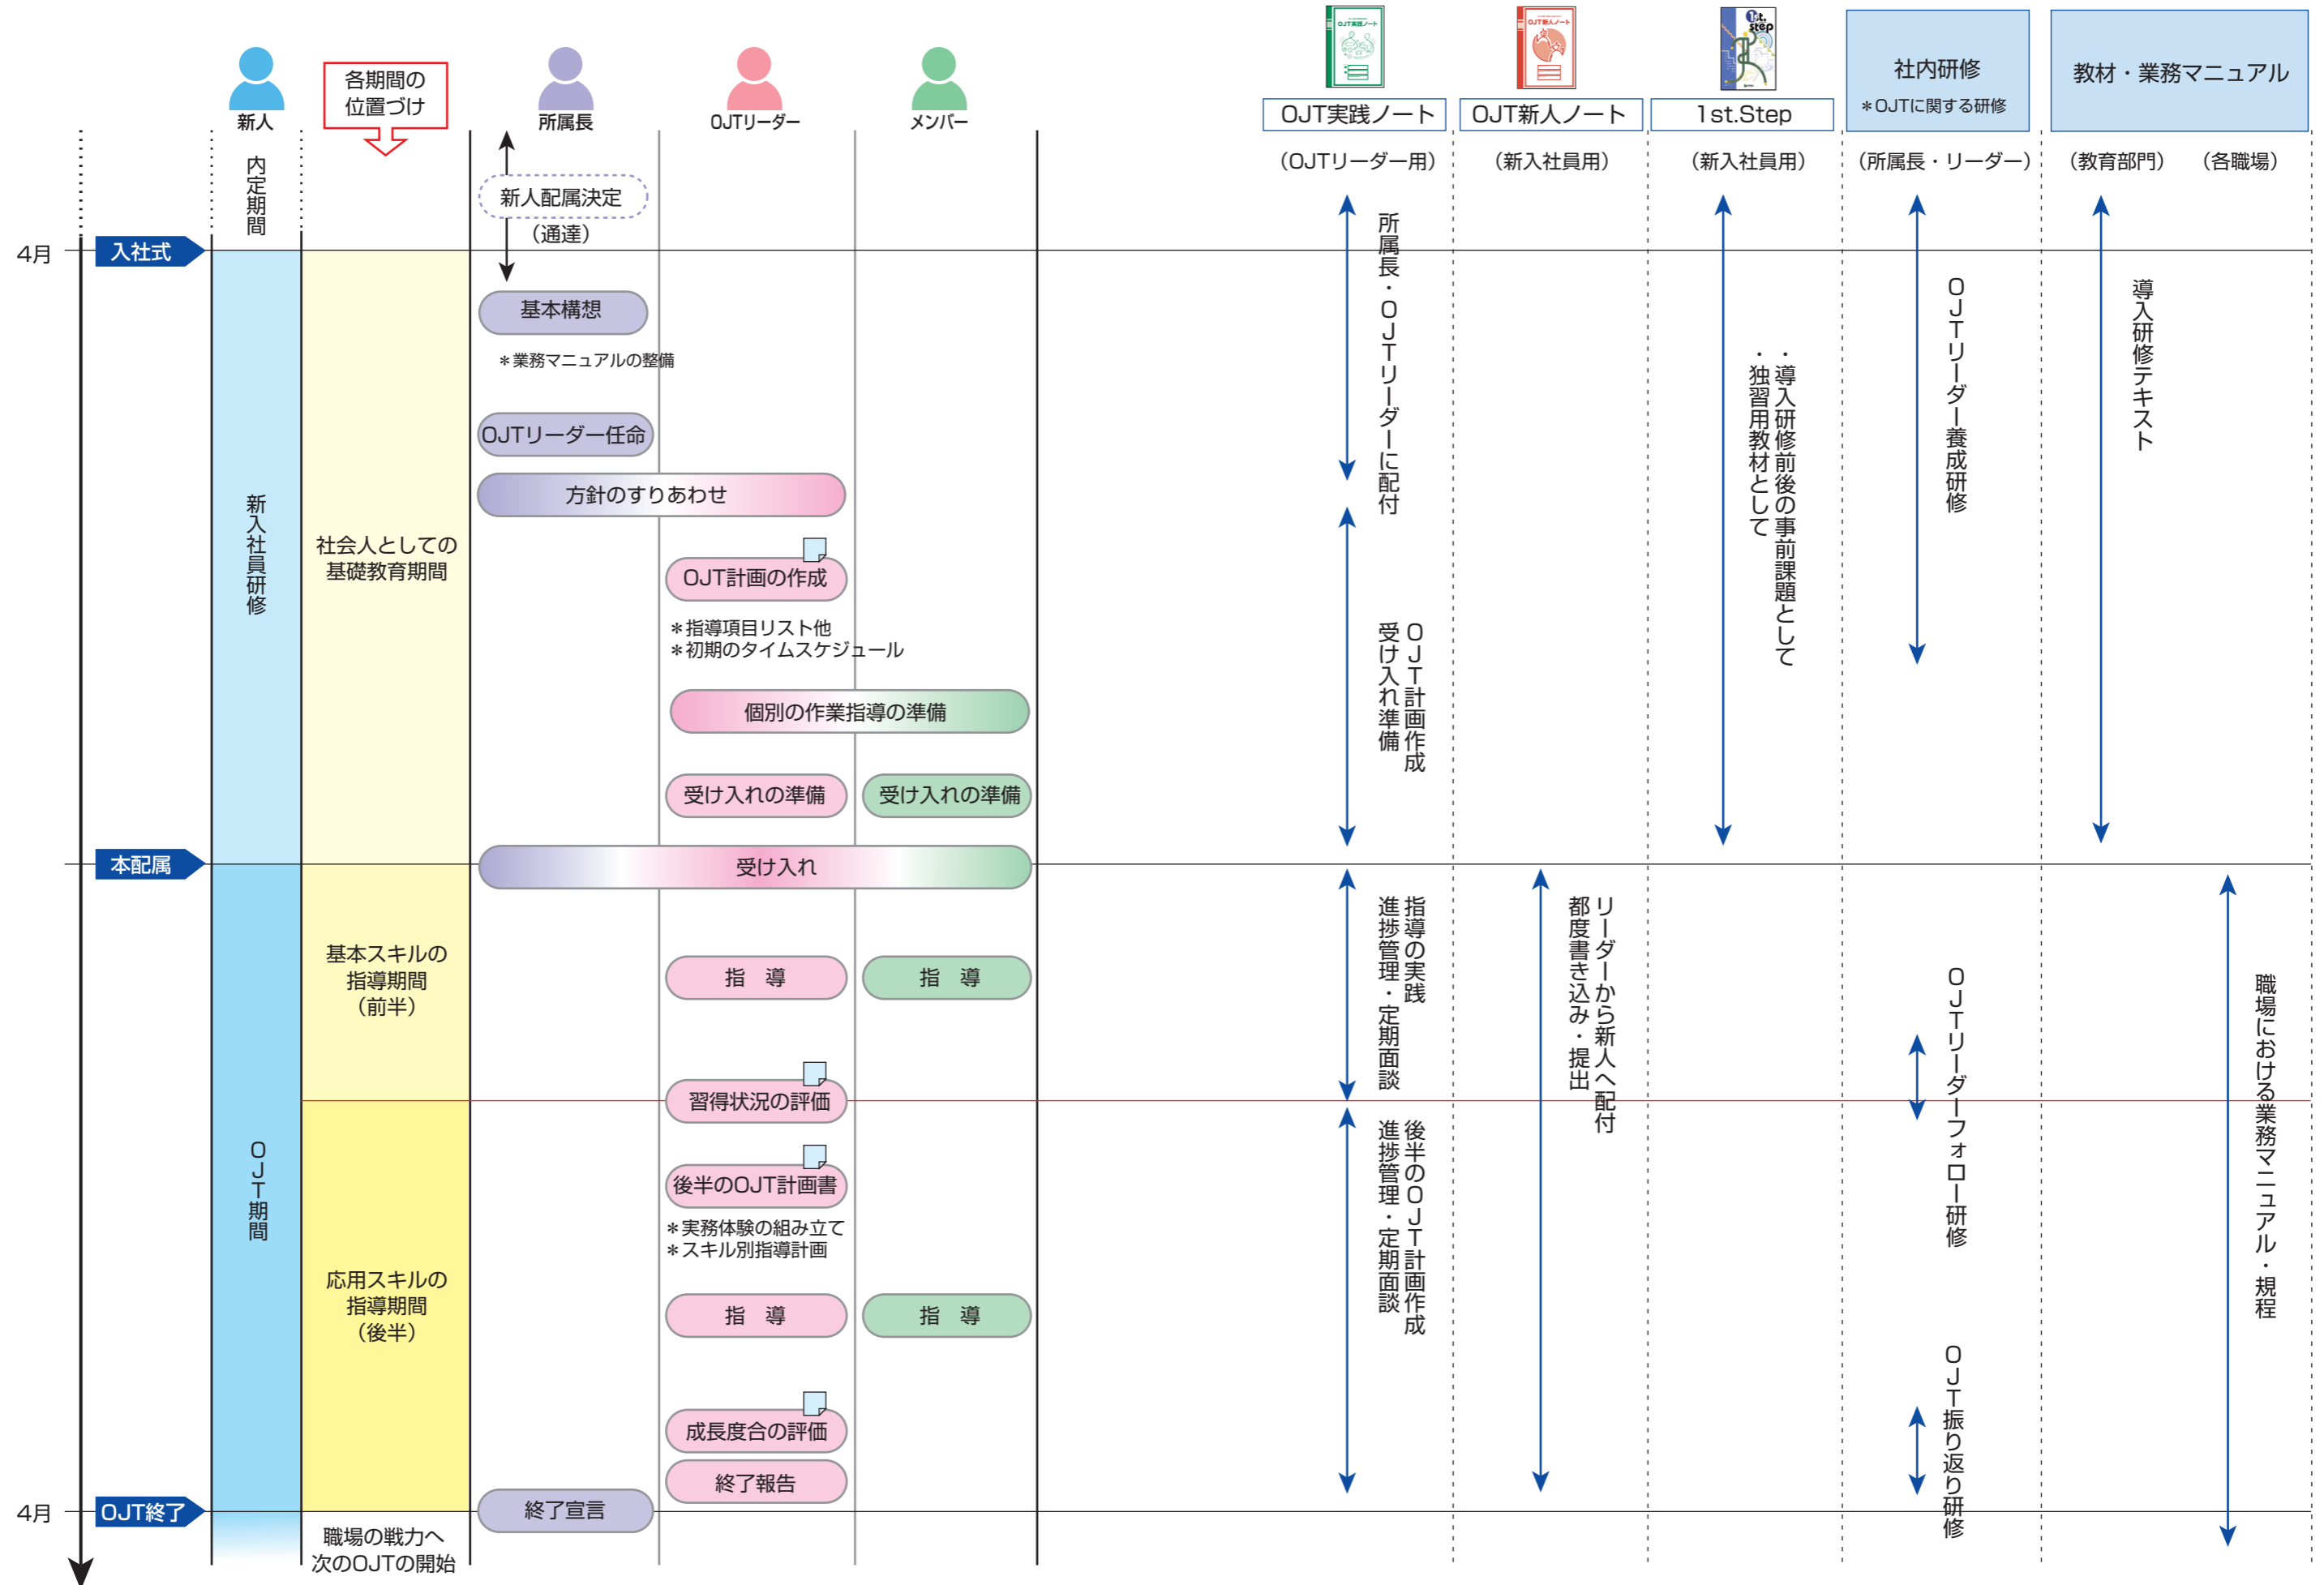 新人
各期間の
位置づけ
所属長
OJTリーダー
メンバー
OJT実践ノート
OJT新人ノート
1st.
step
OJT実践ノート
(OJTリーダー用)
OJT新人ノート
(新入社員用)
1st.Step
(新入社員用)
社内研修
＊OJTに関する研修
(所属長・リーダー)
教材・業務マニュアル
(教育部門)
(各職場)
内定期間
新人配属決定
(通達)
4月
入社式
新入社員研修
社会人としての
基礎教育期間
基本構想
＊業務マニュアルの整備
OJTリーダー任命
方針のすりあわせ
OJT計画の作成
＊指導項目リスト他
＊初期のタイムスケジュール
個別の作業指導の準備
受け入れの準備
受け入れの準備
所属長・OJTリーダーに配付
OJT計画作成
受け入れ準備
・導入研修前後の事前課題として
・独習用教材として
OJTリーダー養成研修
導入研修テキスト
本配属
受け入れ
OJT期間
基本スキルの
指導期間
(前半)
指　導
指　導
習得状況の評価
指導の実践
進捗管理・定期面談
リーダーから新人へ配付
都度書き込み・提出
OJTリーダーフォロー研修
職場における業務マニュアル・規程
応用スキルの
指導期間
(後半)
後半のOJT計画書
＊実務体験の組み立て
＊スキル別指導計画
指　導
指　導
成長度合の評価
終了報告
後半のOJT計画作成
進捗管理・定期面談
OJT振り返り研修
4月
OJT終了
終了宣言
職場の戦力へ
次のOJTの開始